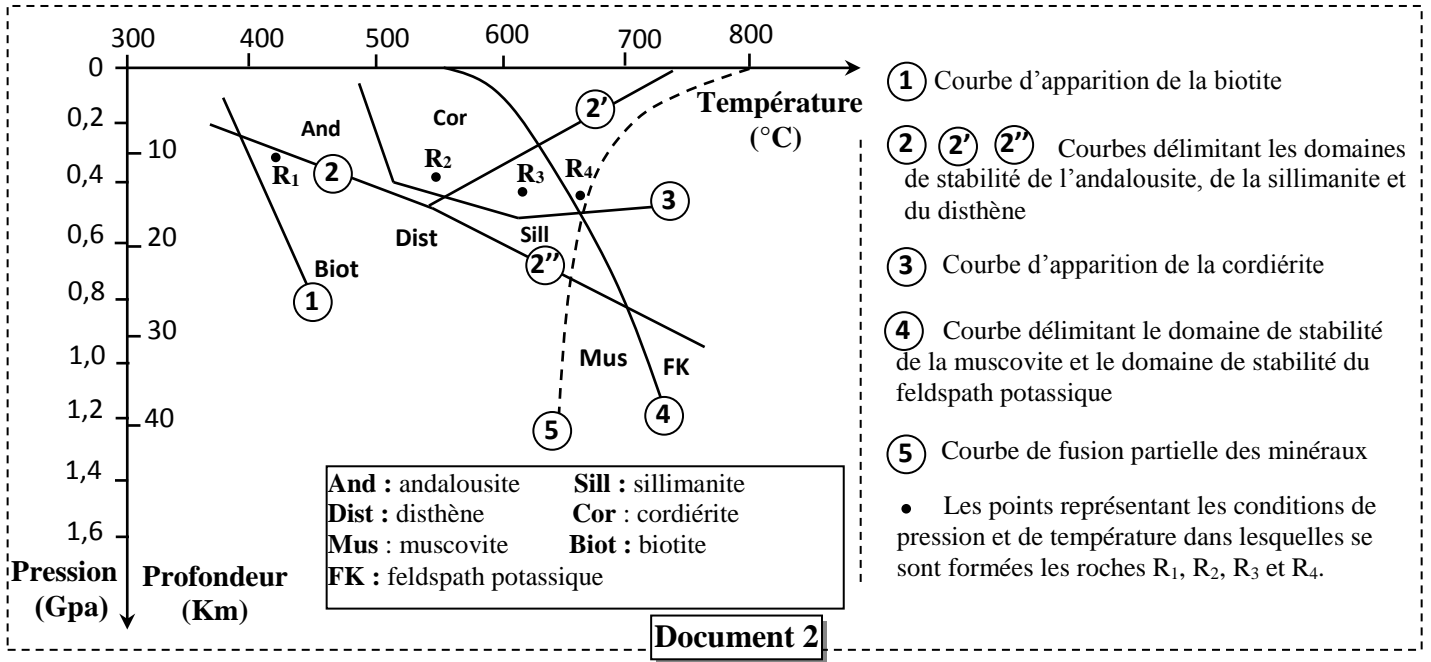 300 400 500 600 700 800
0
0,2
0,4
0,6
0,8
1,0
1,2
1,4
1,6
10
20
30
40
Température
(°C)
Pression
(Gpa)
Profondeur
(Km)
And
Cor
2'
R1
2
R2
R3
R4
3
Dist
Sill
2''
Biot
1
Mus
FK
5
4
And : andalousite Sill : sillimanite
Dist : disthène Cor : cordiérite
Mus : muscovite Biot : biotite
FK : feldspath potassique
1 Courbe d'apparition de la biotite
2 2' 2'' Courbes délimitant les domaines
de stabilité de l'andalousite, de la sillimanite et
du disthène
3 Courbe d'apparition de la cordiérite
4 Courbe délimitant le domaine de stabilité
de la muscovite et le domaine de stabilité du
feldspath potassique
5 Courbe de fusion partielle des minéraux
• Les points représentant les conditions de
pression et de température dans lesquelles se
sont formées les roches R1, R2, R3 et R4.
Document 2